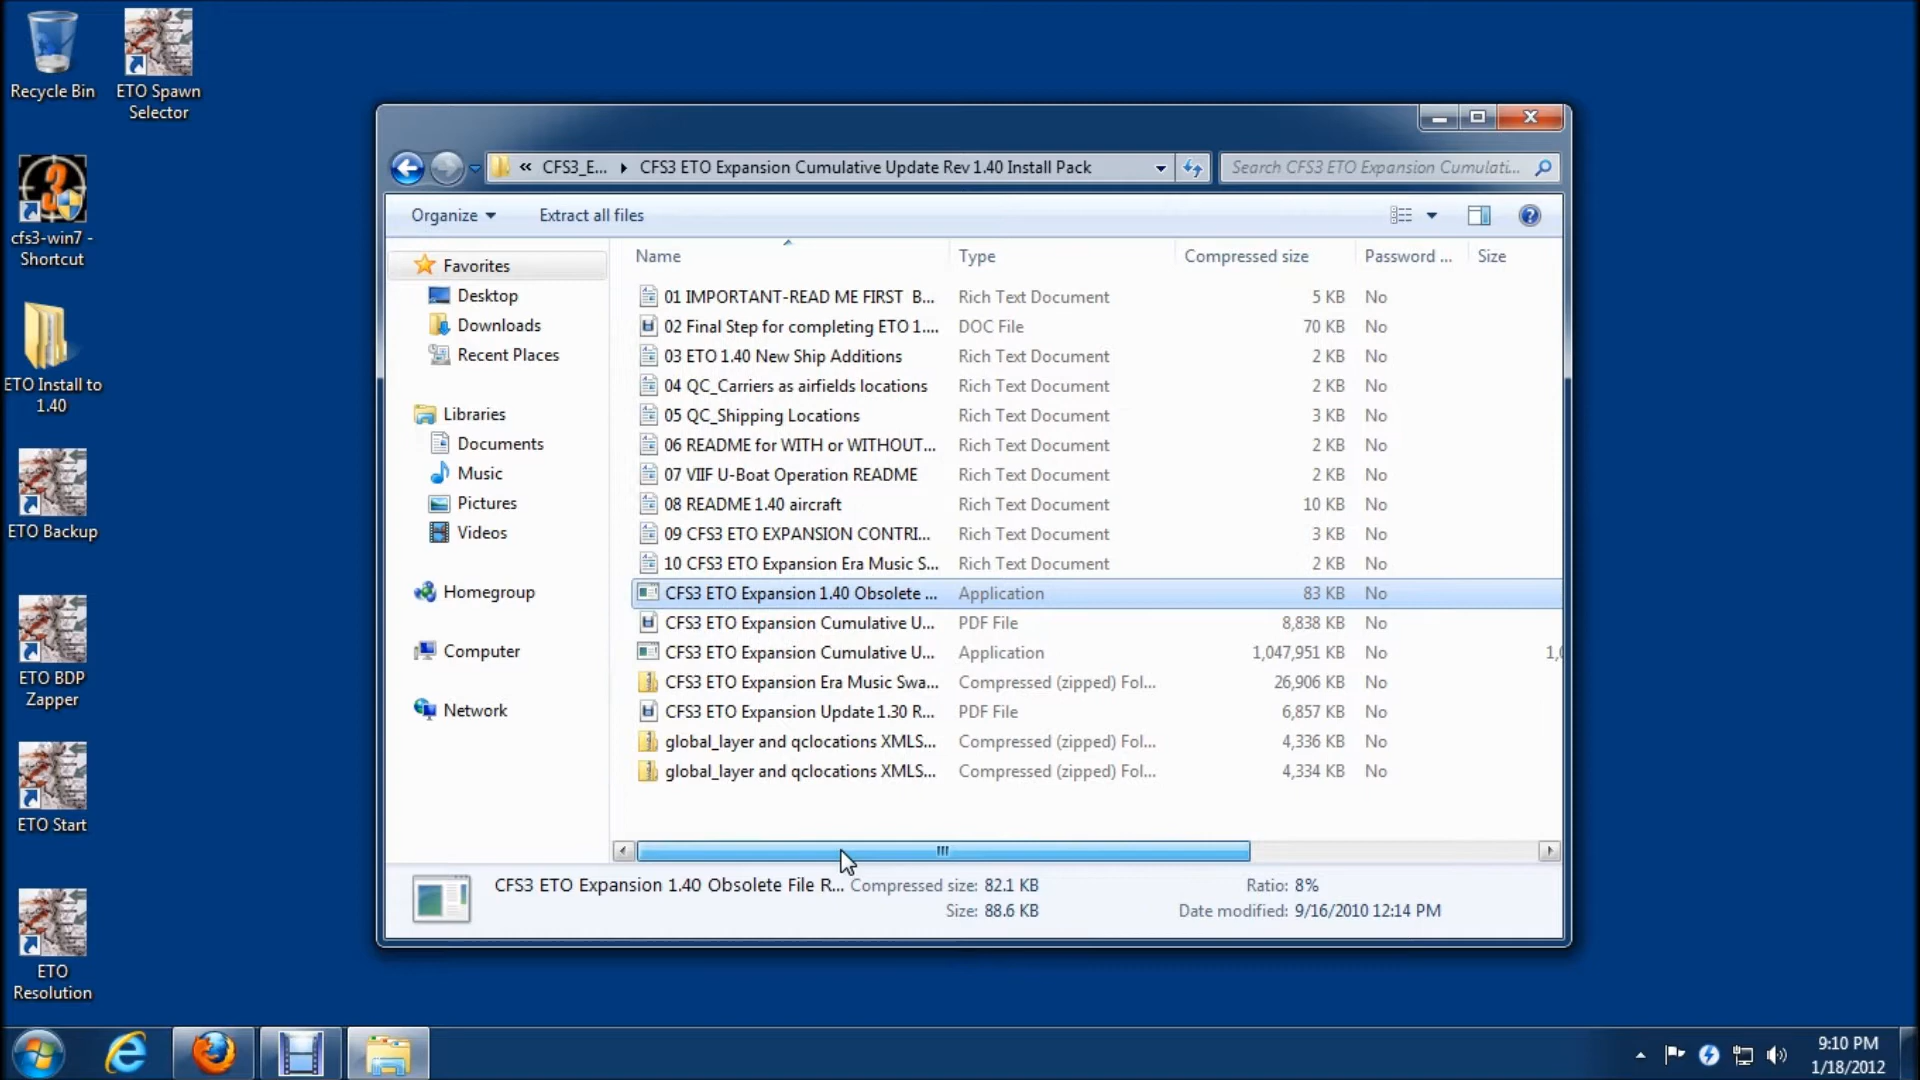 Recycle Bin
ETO Spawn
Selector
cfs3-win7 -
Shortcut
ETO Install to
1.40
ETO Backup
ETO BDP
Zapper
ETO Start
ETO
Resolution
« CFS3_E... CFS3 ETO Expansion Cumulative Update Rev 1.40 Install Pack
Search CFS3 ETO Expansion Cumulati...
Organize Extract all files
Favorites
Desktop
Downloads
Recent Places
Libraries
Documents
Music
Pictures
Videos
Homegroup
Computer
Network
Name Type Compressed size Password ... Size
01 IMPORTANT-READ ME FIRST B... Rich Text Document 5 KB No
02 Final Step for completing ETO 1.... DOC File 70 KB No
03 ETO 1.40 New Ship Additions Rich Text Document 2 KB No
04 QC_Carriers as airfields locations Rich Text Document 2 KB No
05 QC_Shipping Locations Rich Text Document 3 KB No
06 README for WITH or WITHOUT... Rich Text Document 2 KB No
07 VIIF U-Boat Operation README Rich Text Document 2 KB No
08 README 1.40 aircraft Rich Text Document 10 KB No
09 CFS3 ETO EXPANSION CONTRI... Rich Text Document 3 KB No
10 CFS3 ETO Expansion Era Music S... Rich Text Document 2 KB No
CFS3 ETO Expansion 1.40 Obsolete ... Application 83 KB No
CFS3 ETO Expansion Cumulative U... PDF File 8,838 KB No
CFS3 ETO Expansion Cumulative U... Application 1,047,951 KB No 1,0
CFS3 ETO Expansion Era Music Swa... Compressed (zipped) Fol... 26,906 KB No
CFS3 ETO Expansion Update 1.30 R... PDF File 6,857 KB No
global_layer and qclocations XMLS... Compressed (zipped) Fol... 4,336 KB No
global_layer and qclocations XMLS... Compressed (zipped) Fol... 4,334 KB No
CFS3 ETO Expansion 1.40 Obsolete File R... Compressed size: 82.1 KB Ratio: 8%
Size: 88.6 KB Date modified: 9/16/2010 12:14 PM
9:10 PM
1/18/2012